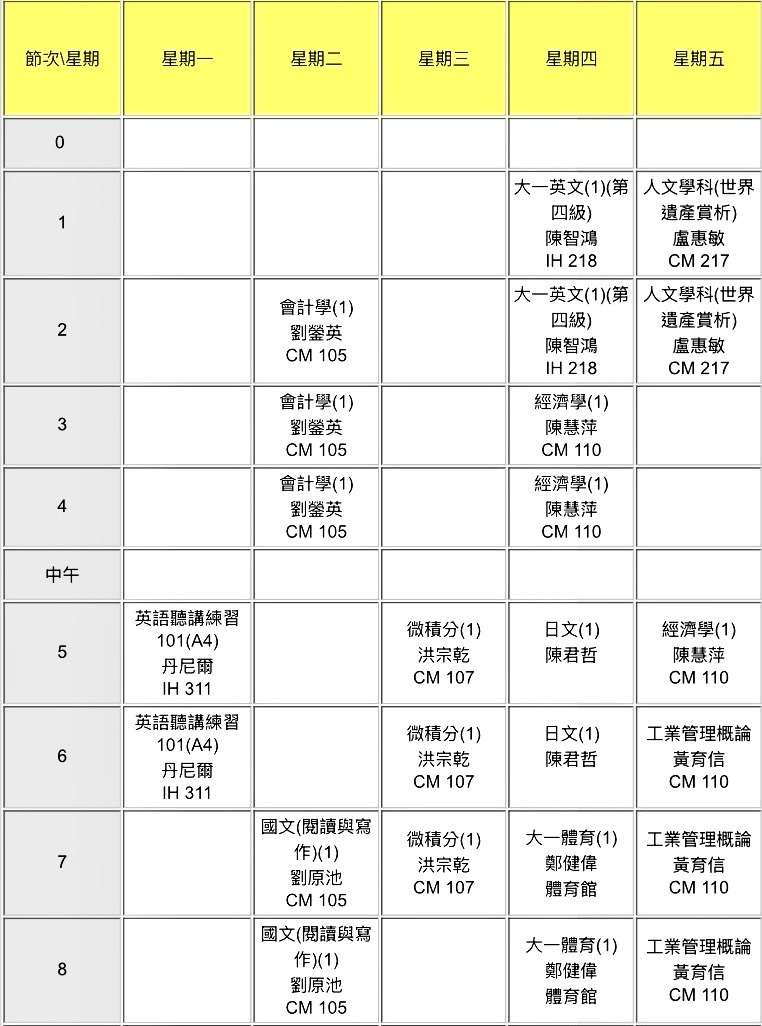 節次\星期 星期一 星期二 星期三 星期四 星期五
0
1
大一英文(1)(第
四級)
陳智鴻
IH 218
人文學科(世界
遺產賞析)
盧惠敏
CM 217
2
會計學(1)
劉鎣英
CM 105
大一英文(1)(第
四級)
陳智鴻
IH 218
人文學科(世界
遺產賞析)
盧惠敏
CM 217
3
會計學(1)
劉鎣英
CM 105
經濟學(1)
陳慧萍
CM 110
4
會計學(1)
劉鎣英
CM 105
經濟學(1)
陳慧萍
CM 110
中午
5
英語聽講練習
101(A4)
丹尼爾
IH 311
微積分(1)
洪宗乾
CM 107
日文(1)
陳君哲
經濟學(1)
陳慧萍
CM 110
6
英語聽講練習
101(A4)
丹尼爾
IH 311
微積分(1)
洪宗乾
CM 107
日文(1)
陳君哲
工業管理概論
黃育信
CM 110
7
國文(閱讀與寫
作)(1)
劉原池
CM 105
微積分(1)
洪宗乾
CM 107
大一體育(1)
鄭健偉
體育館
工業管理概論
黃育信
CM 110
8
國文(閱讀與寫
作)(1)
劉原池
CM 105
大一體育(1)
鄭健偉
體育館
工業管理概論
黃育信
CM 110